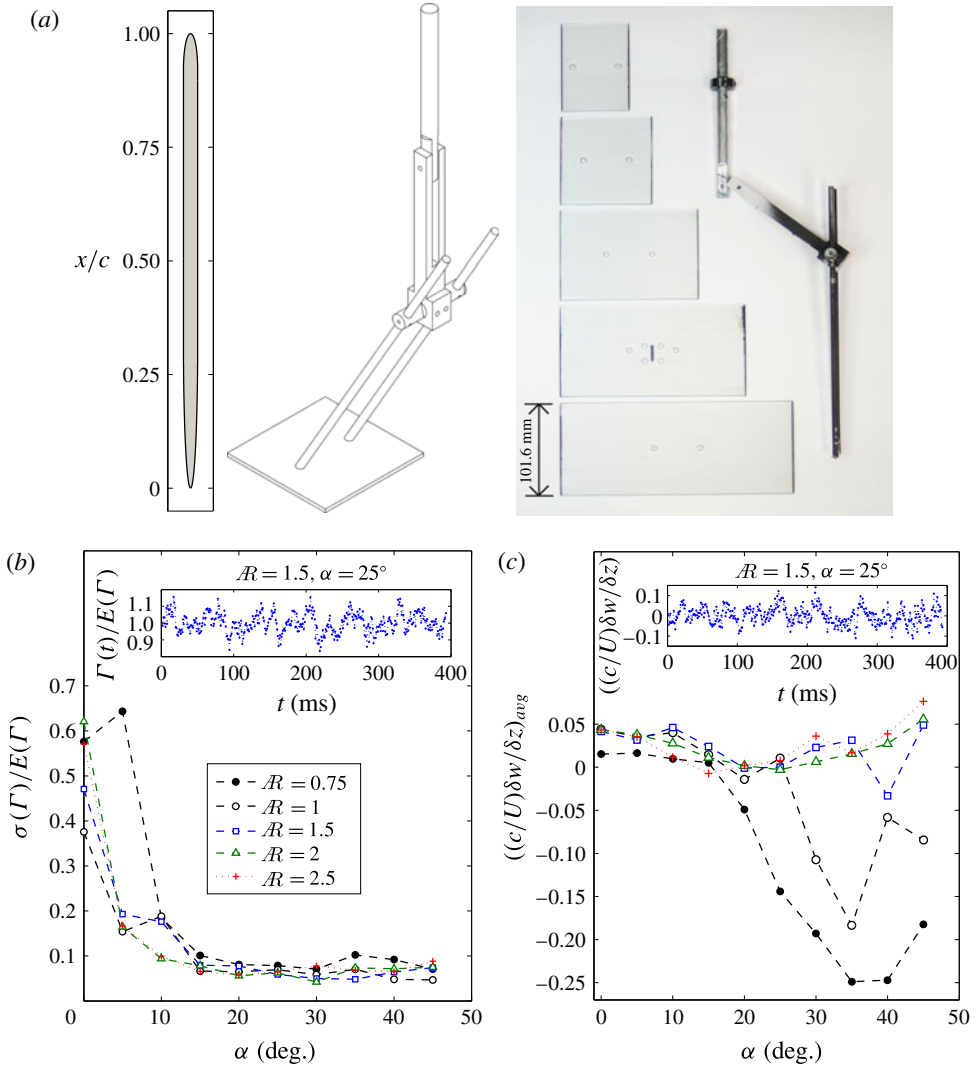 (a)
1.00
0.75
x/c
0.50
0.25
0
101.6 mm
(b)
Γ(t)/E(Γ)
Æ = 1.5, α = 25°
1.1
1.0
0.9
0 100 200 300 400
t (ms)
σ(Γ)/E(Γ)
0.7
0.6
0.5
0.4
0.3
0.2
0.1
Æ = 0.75
Æ = 1
Æ = 1.5
Æ = 2
Æ = 2.5
0 10 20 30 40 50
α (deg.)
(c)
((c/U)δw/δz)
Æ = 1.5, α = 25°
0.1
0
−0.1
0 100 200 300 400
t (ms)
((c/U)δw/δz)avg
0.05
0
−0.05
−0.10
−0.15
−0.20
−0.25
0 10 20 30 40 50
α (deg.)